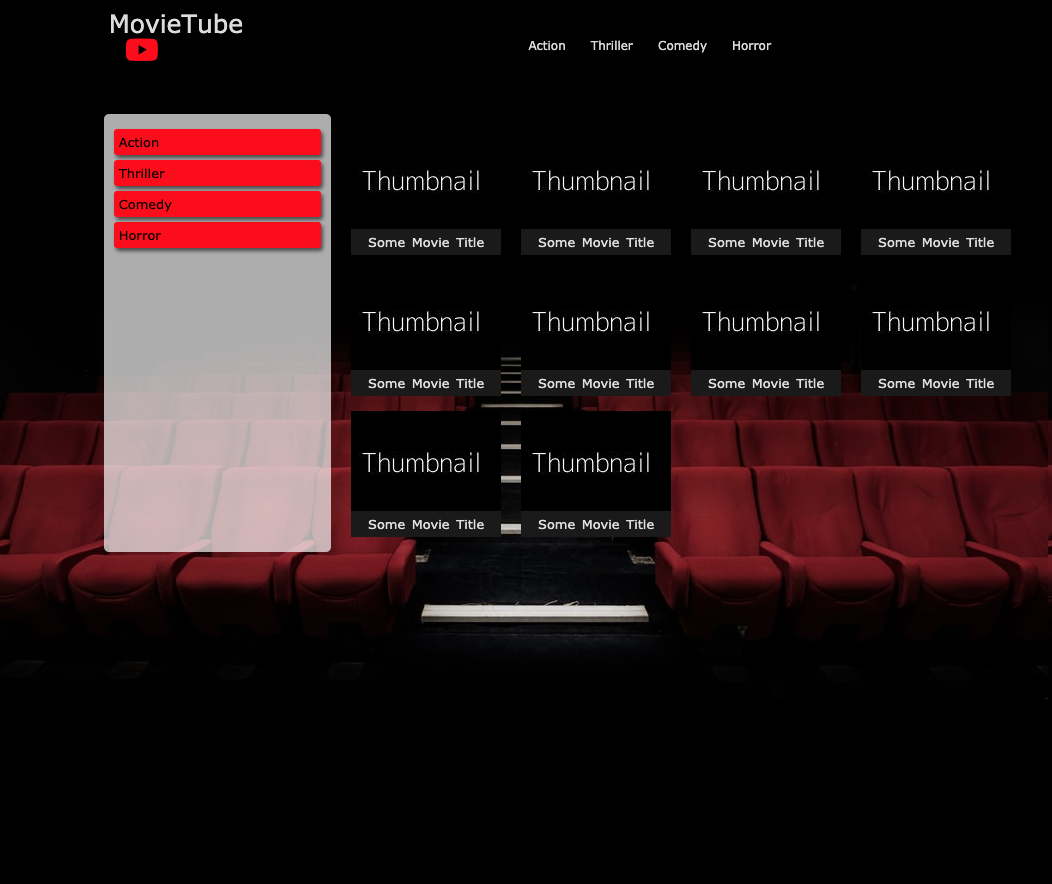 MovieTube
Action Thriller Comedy Horror
Action
Thriller
Comedy
Horror
Thumbnail Thumbnail Thumbnail Thumbnail
Some Movie Title Some Movie Title Some Movie Title Some Movie Title
Thumbnail Thumbnail Thumbnail Thumbnail
Some Movie Title Some Movie Title Some Movie Title Some Movie Title
Thumbnail Thumbnail
Some Movie Title Some Movie Title